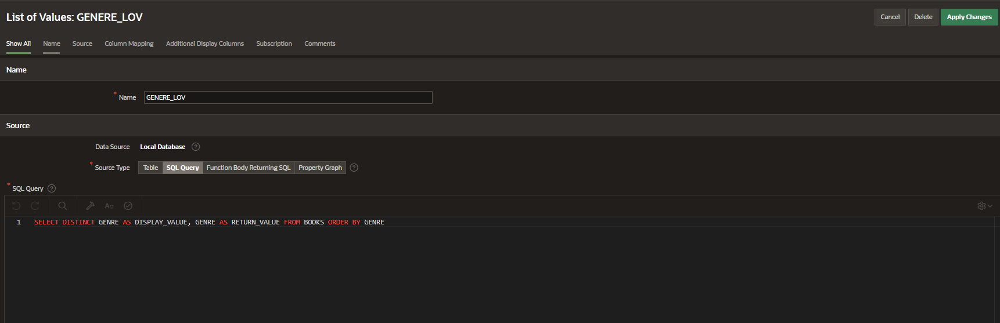 List of Values: GENERE_LOV
Cancel
Delete
Apply Changes
Show All
Name
Source
Column Mapping
Additional Display Columns
Subscription
Comments
Name
* Name
GENERE_LOV
Source
Data Source
Local Database
?
* Source Type
Table
SQL Query
Function Body Returning SQL
Property Graph
?
* SQL Query
?
A
1 SELECT DISTINCT GENRE AS DISPLAY_VALUE, GENRE AS RETURN_VALUE FROM BOOKS ORDER BY GENRE